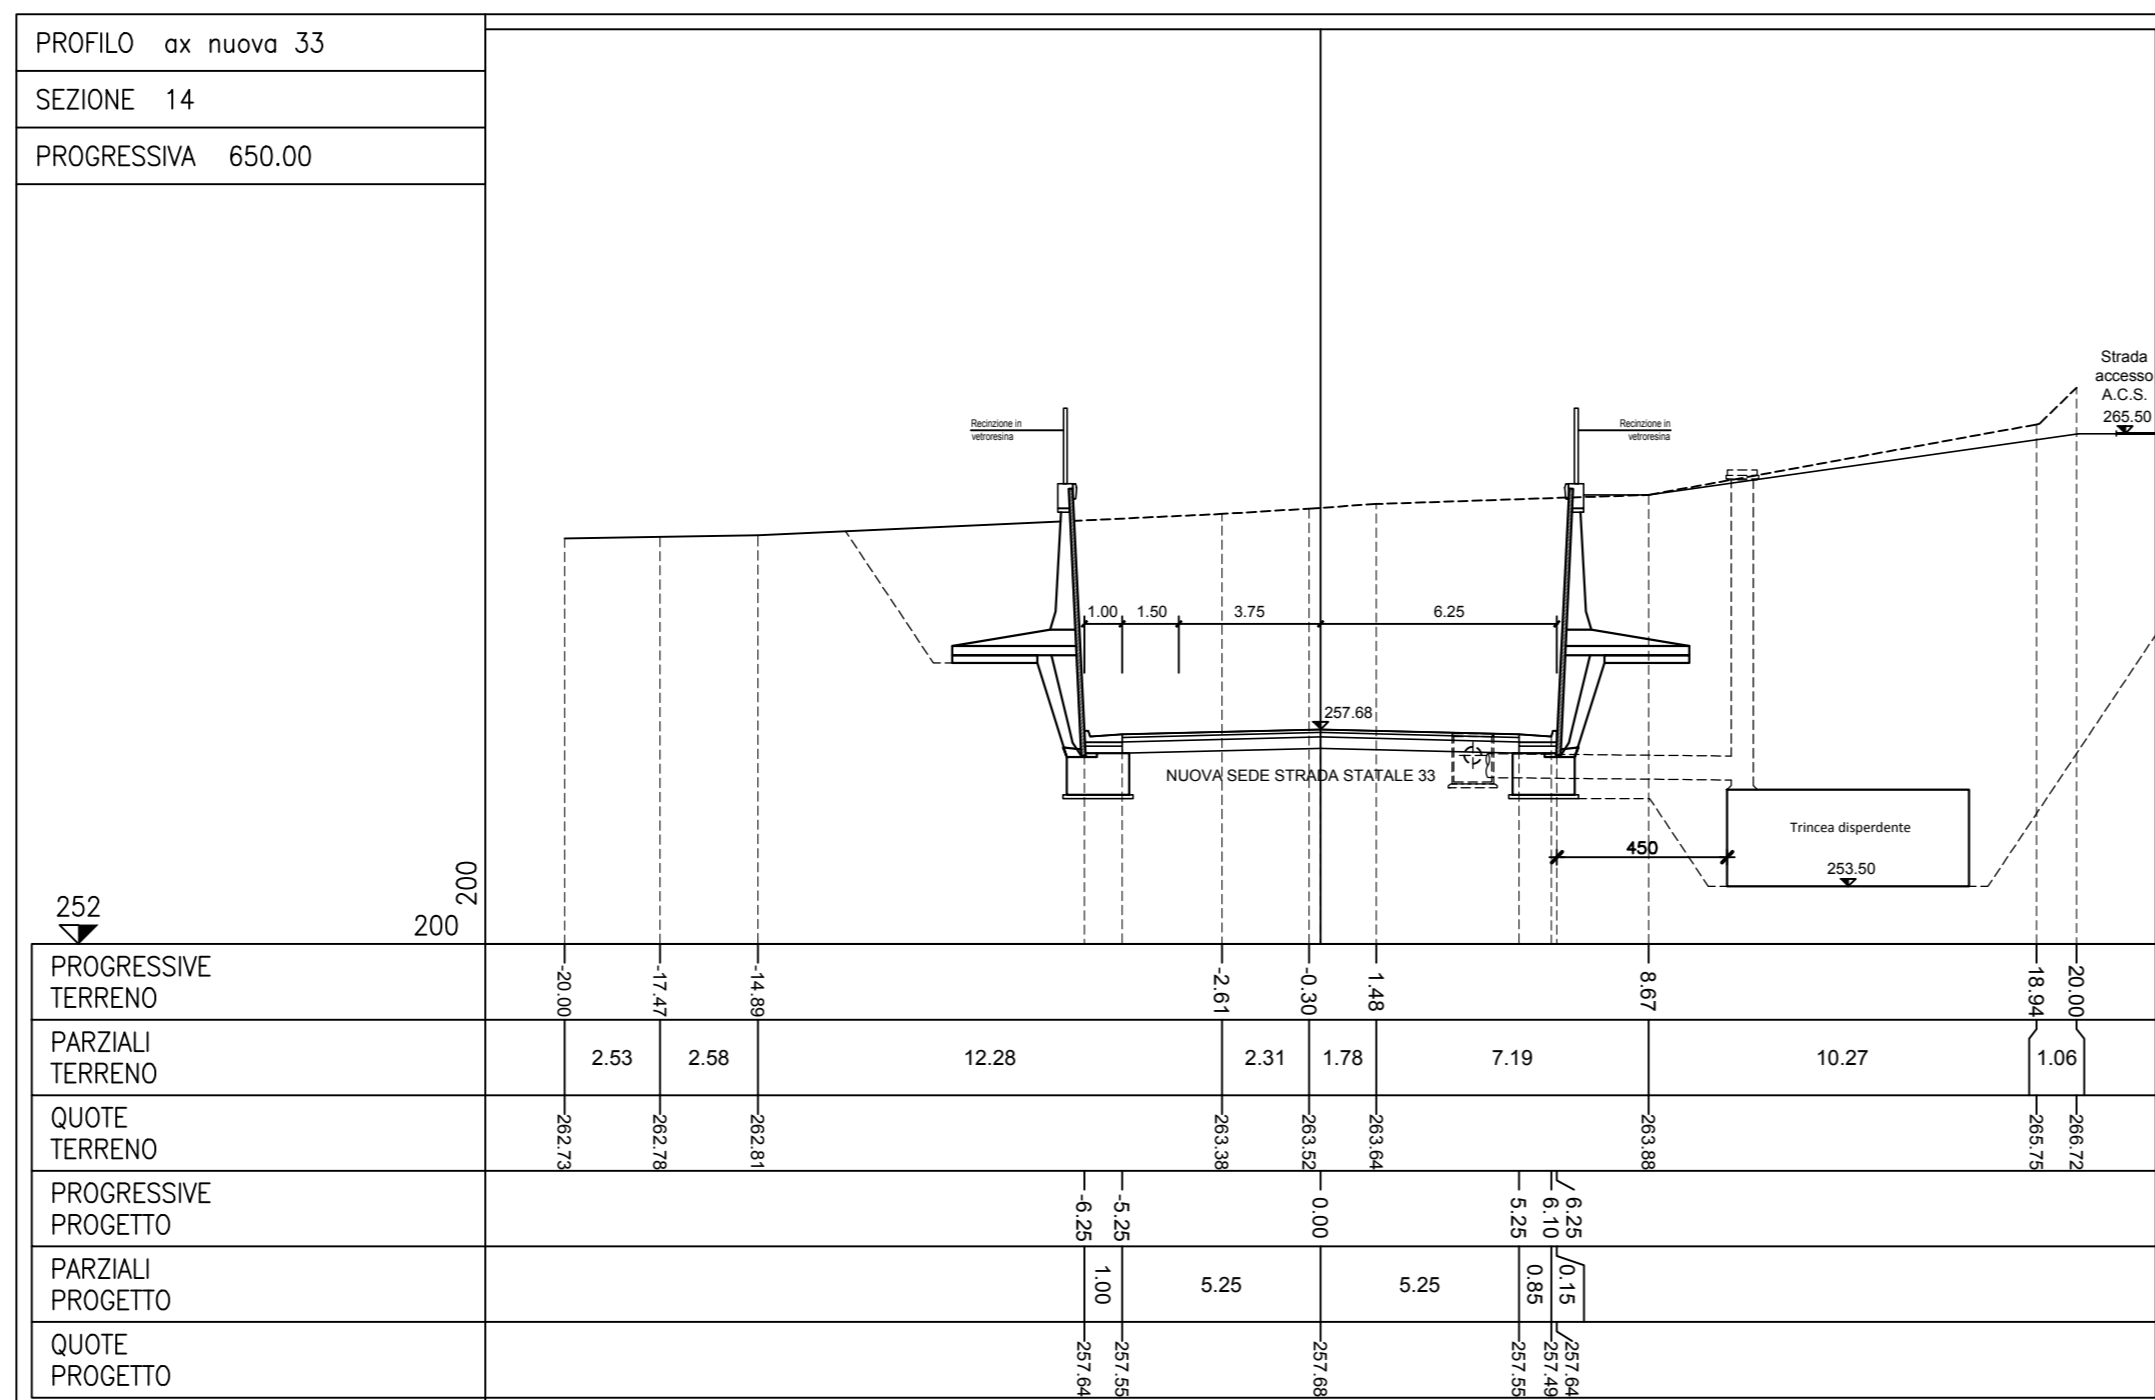 PROFILO ax nuova 33
SEZIONE 14
PROGRESSIVA 650.00
Strada
accesso
A.C.S.
265.50
Recinzione in
vetroresina
Recinzione in
vetroresina
1.00 1.50 3.75 6.25
257.68
NUOVA SEDE STRADA STATALE 33
Trincea disperdente
450
253.50
252
200
200
PROGRESSIVE
TERRENO
-20.00 -17.47 -14.89 -2.61 -0.30 1.48 8.67 18.94 20.00
PARZIALI
TERRENO
2.53 2.58 12.28 2.31 1.78 7.19 10.27 1.06
QUOTE
TERRENO
262.73 262.78 262.81 263.38 263.52 263.64 263.88 265.75 266.72
PROGRESSIVE
PROGETTO
-6.25 -5.25 0.00 5.25 6.10 6.25
PARZIALI
PROGETTO
1.00 5.25 5.25 0.85 0.15
QUOTE
PROGETTO
257.64 257.55 257.68 257.55 257.49 257.64